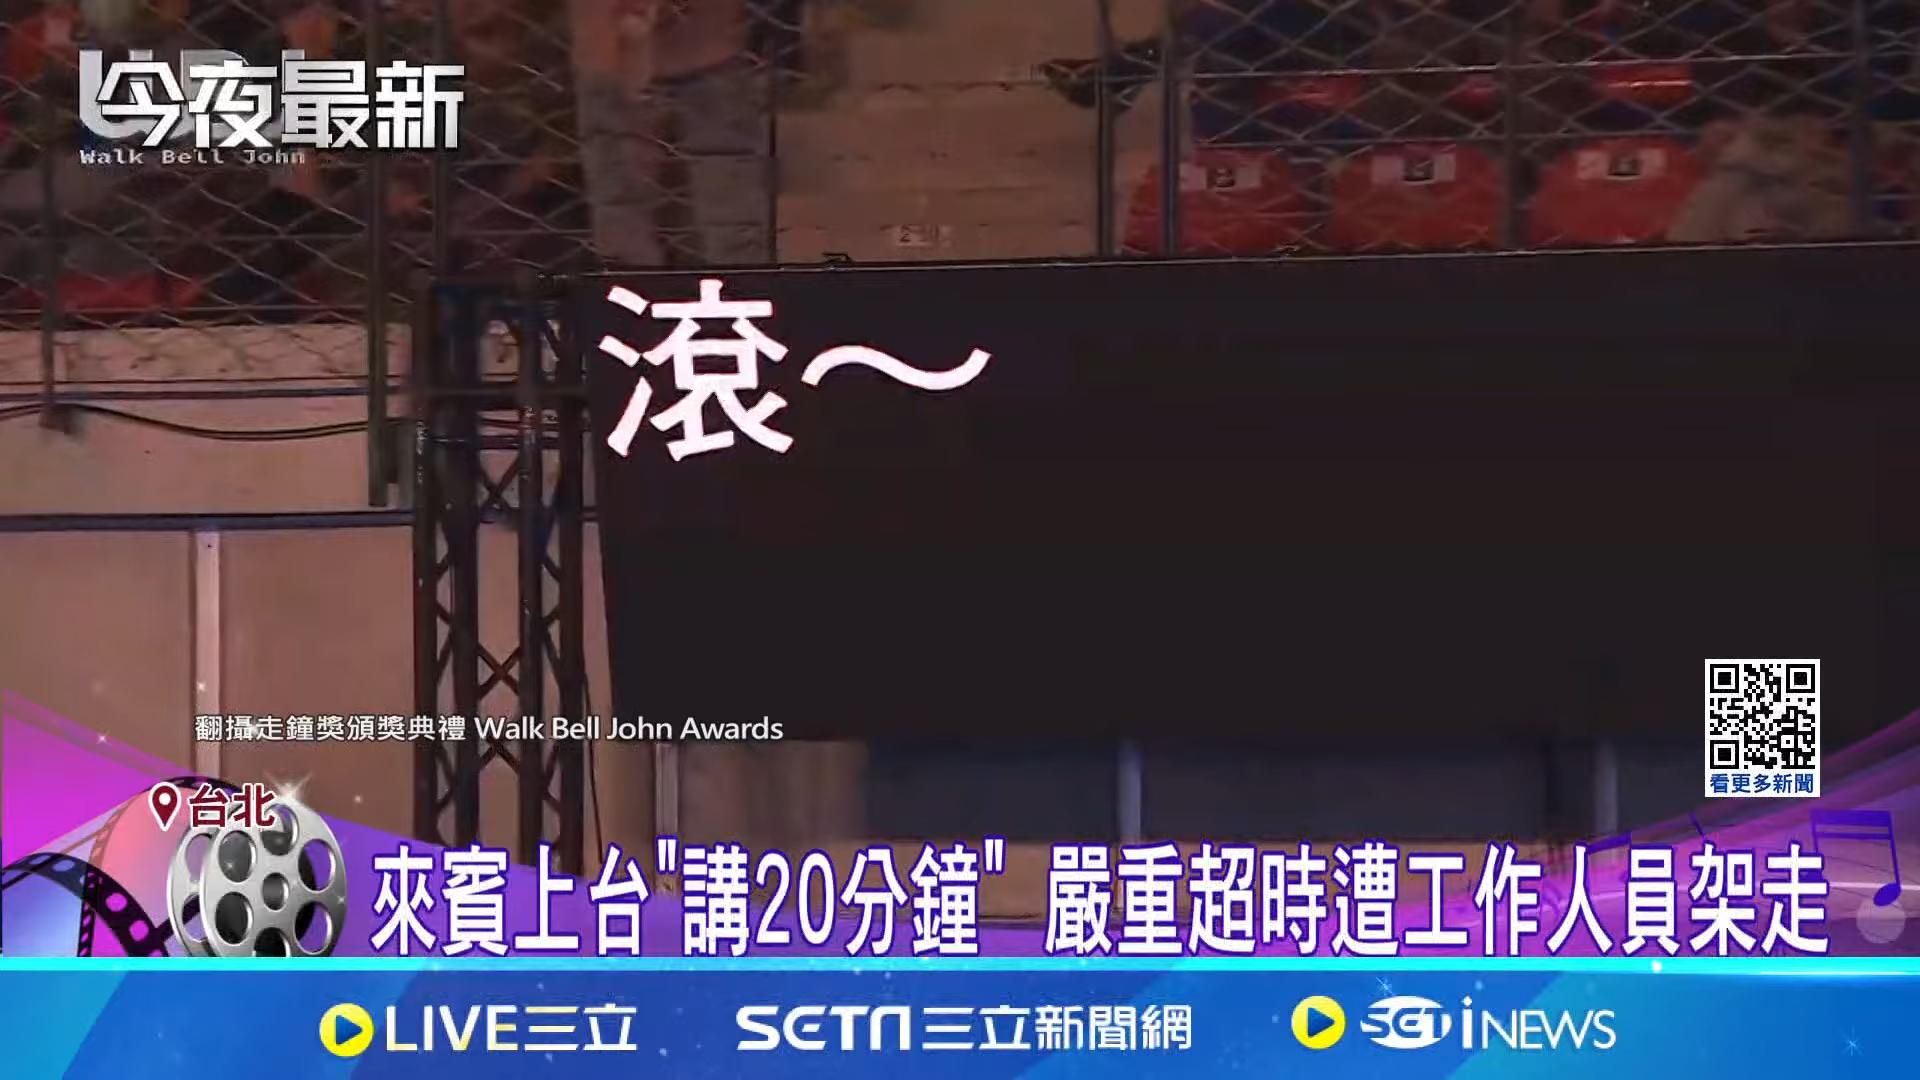 今夜最新
Walk Bell John
滾～
翻攝走鐘獎頒獎典禮 Walk Bell John Awards
看更多新聞
台北
來賓上台"講20分鐘" 嚴重超時遭工作人員架走
LIVE三立
SETN三立新聞網
SETiNEWS